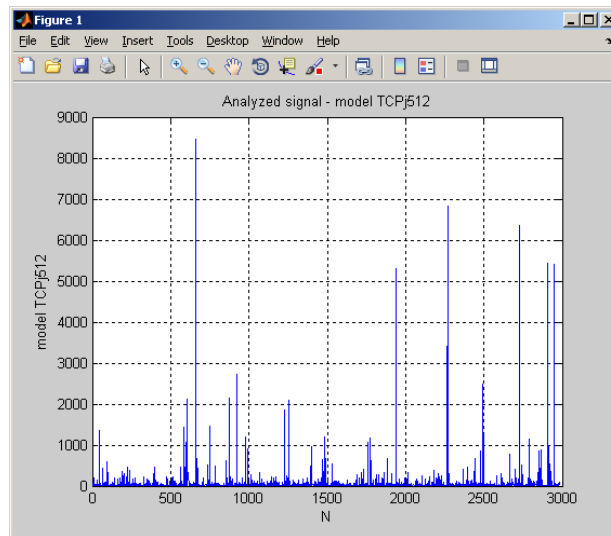 Figure 1
File Edit View Insert Tools Desktop Window Help
Analyzed signal - model TCPj512
9000
8000
7000
6000
5000
4000
3000
2000
1000
0
model TCPj512
0 500 1000 1500 2000 2500 3000
N